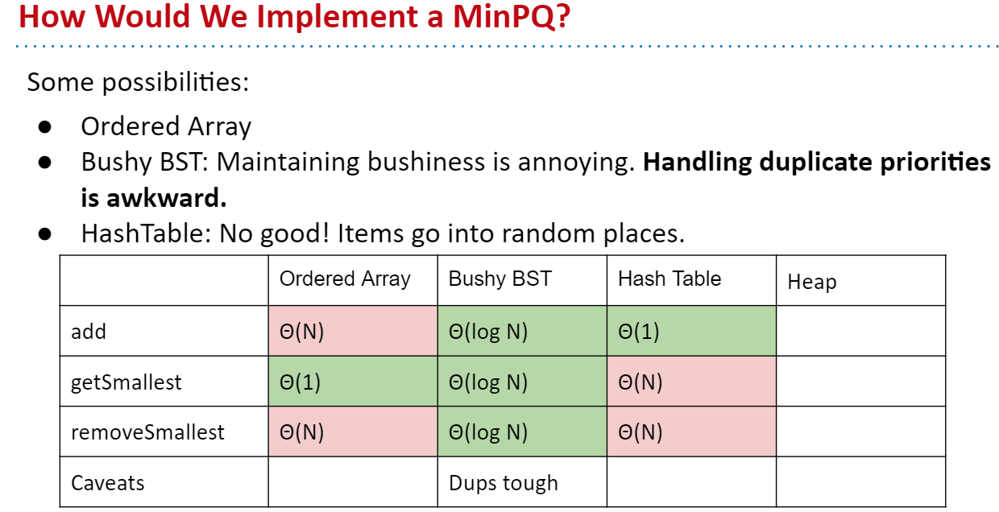 How Would We Implement a MinPQ?
Some possibilities:
● Ordered Array
● Bushy BST: Maintaining bushiness is annoying. Handling duplicate priorities
is awkward.
● HashTable: No good! Items go into random places.
Ordered Array Bushy BST Hash Table Heap
add Θ(N) Θ(log N) Θ(1)
getSmallest Θ(1) Θ(log N) Θ(N)
removeSmallest Θ(N) Θ(log N) Θ(N)
Caveats Dups tough